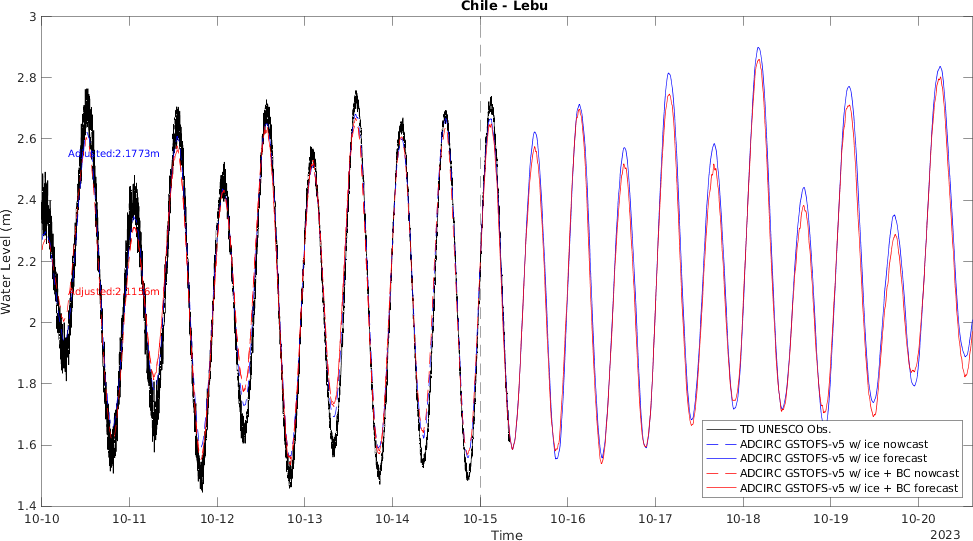 Chile - Lebu
3
2.8
2.6
2.4
2.2
2
1.8
1.6
1.4
Water Level (m)
Adjusted:2.1773m
Adjusted:2.1156m
TD UNESCO Obs.
ADCIRC GSTOFS-v5 w/ ice nowcast
ADCIRC GSTOFS-v5 w/ ice forecast
ADCIRC GSTOFS-v5 w/ ice + BC nowcast
ADCIRC GSTOFS-v5 w/ ice + BC forecast
10-10 10-11 10-12 10-13 10-14 10-15 10-16 10-17 10-18 10-19 10-20
Time
2023